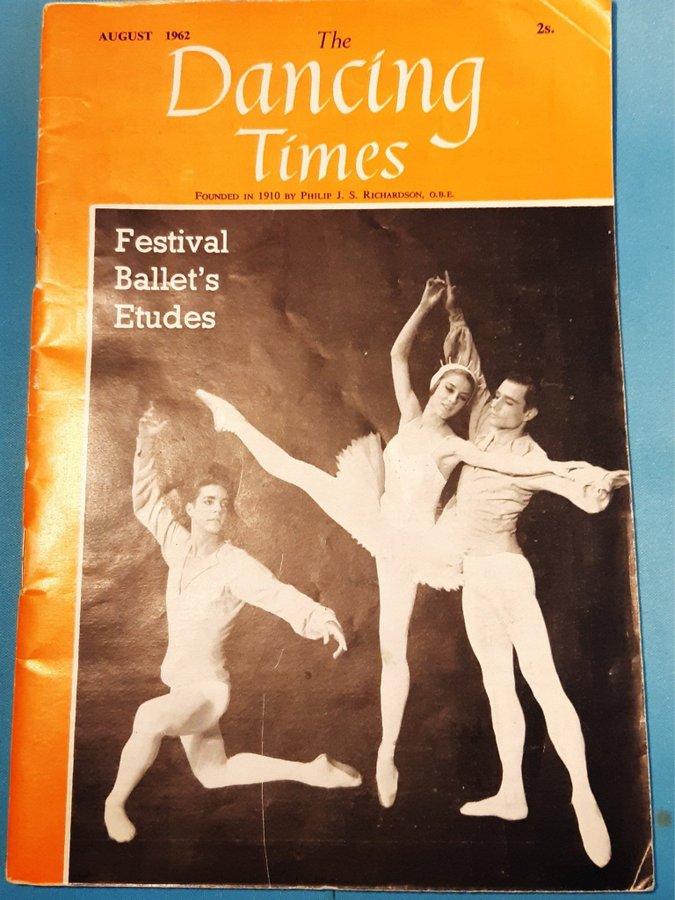 AUGUST 1962
2s.
The
Dancing
Times
FOUNDED IN 1910 BY PHILIP J. S. RICHARDSON, O.B.E.
Festival
Ballet's
Etudes